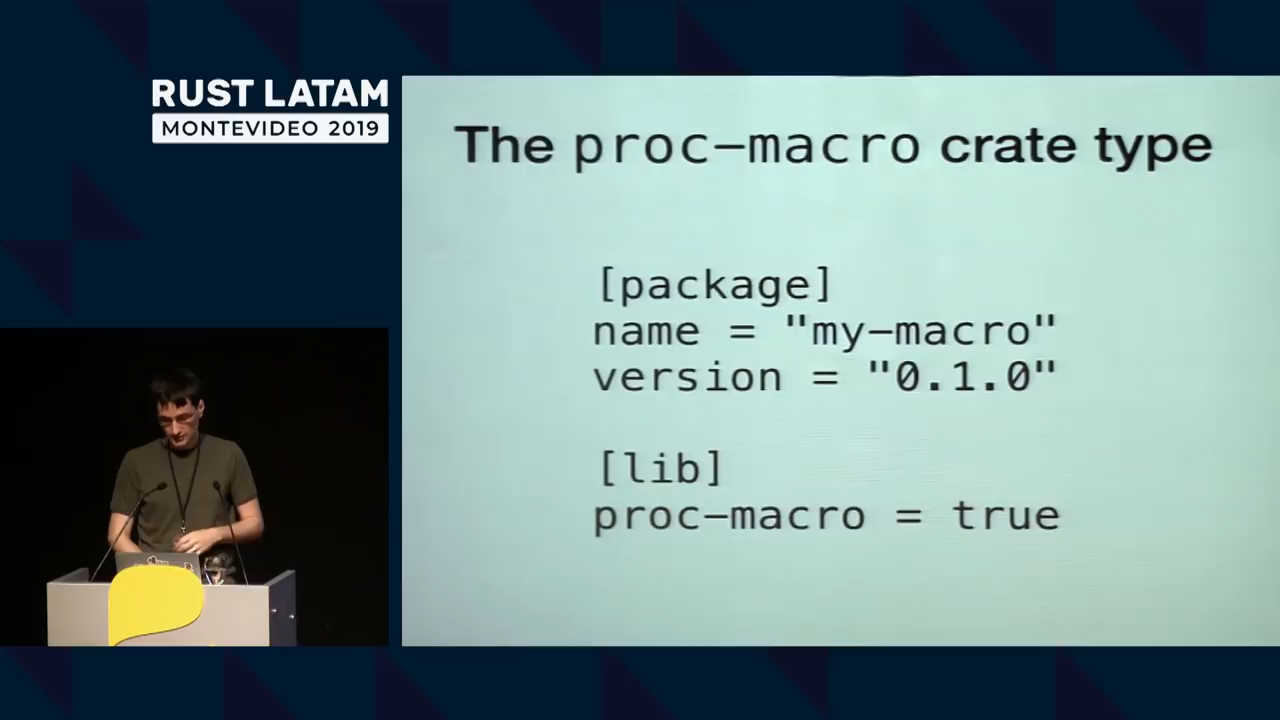 RUST LATAM
MONTEVIDEO 2019
The proc-macro crate type
[package]
name = "my-macro"
version = "0.1.0"
[lib]
proc-macro = true